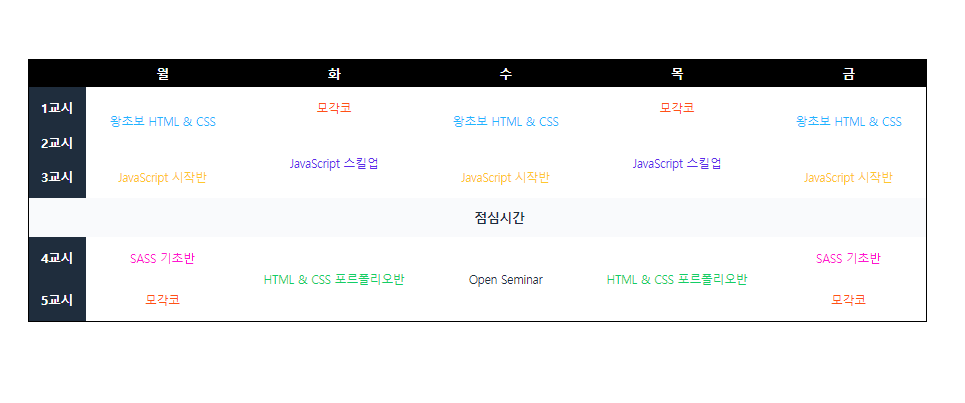 월 화 수 목 금
1교시 모각코 모각코
왕초보 HTML & CSS 왕초보 HTML & CSS 왕초보 HTML & CSS
2교시
JavaScript 스킬업 JavaScript 스킬업
3교시 JavaScript 시작반 JavaScript 시작반 JavaScript 시작반
점심시간
4교시 SASS 기초반 SASS 기초반
HTML & CSS 포르폴리오반 Open Seminar HTML & CSS 포르폴리오반
5교시 모각코 모각코